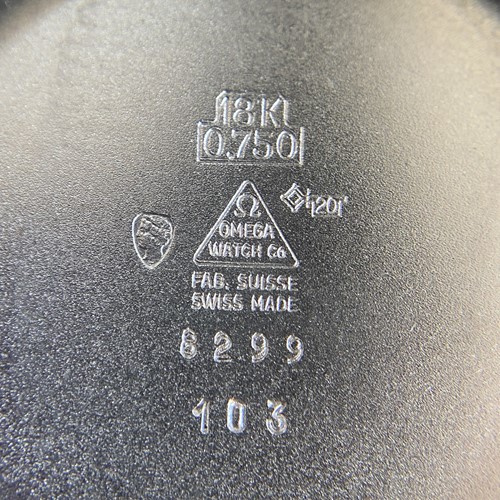 18K
0.750
Ω
OMEGA
WATCH Co
FAB. SUISSE
SWISS MADE
8299
103